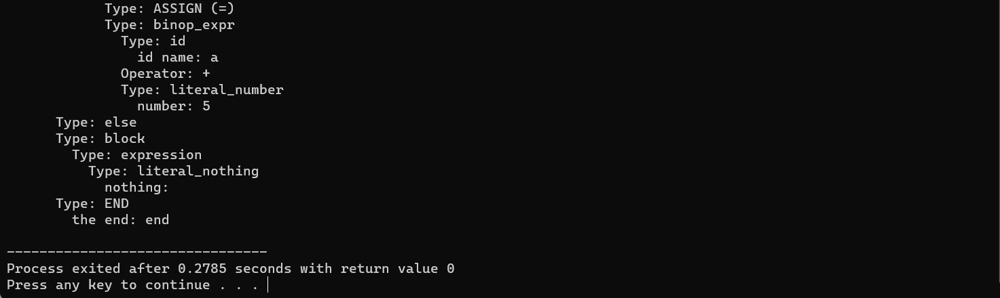 Type: ASSIGN (=)
Type: binop_expr
Type: id
id name: a
Operator: +
Type: literal_number
number: 5
Type: else
Type: block
Type: expression
Type: literal_nothing
nothing:
Type: END
the end: end
--------------------------------
Process exited after 0.2785 seconds with return value 0
Press any key to continue . . .